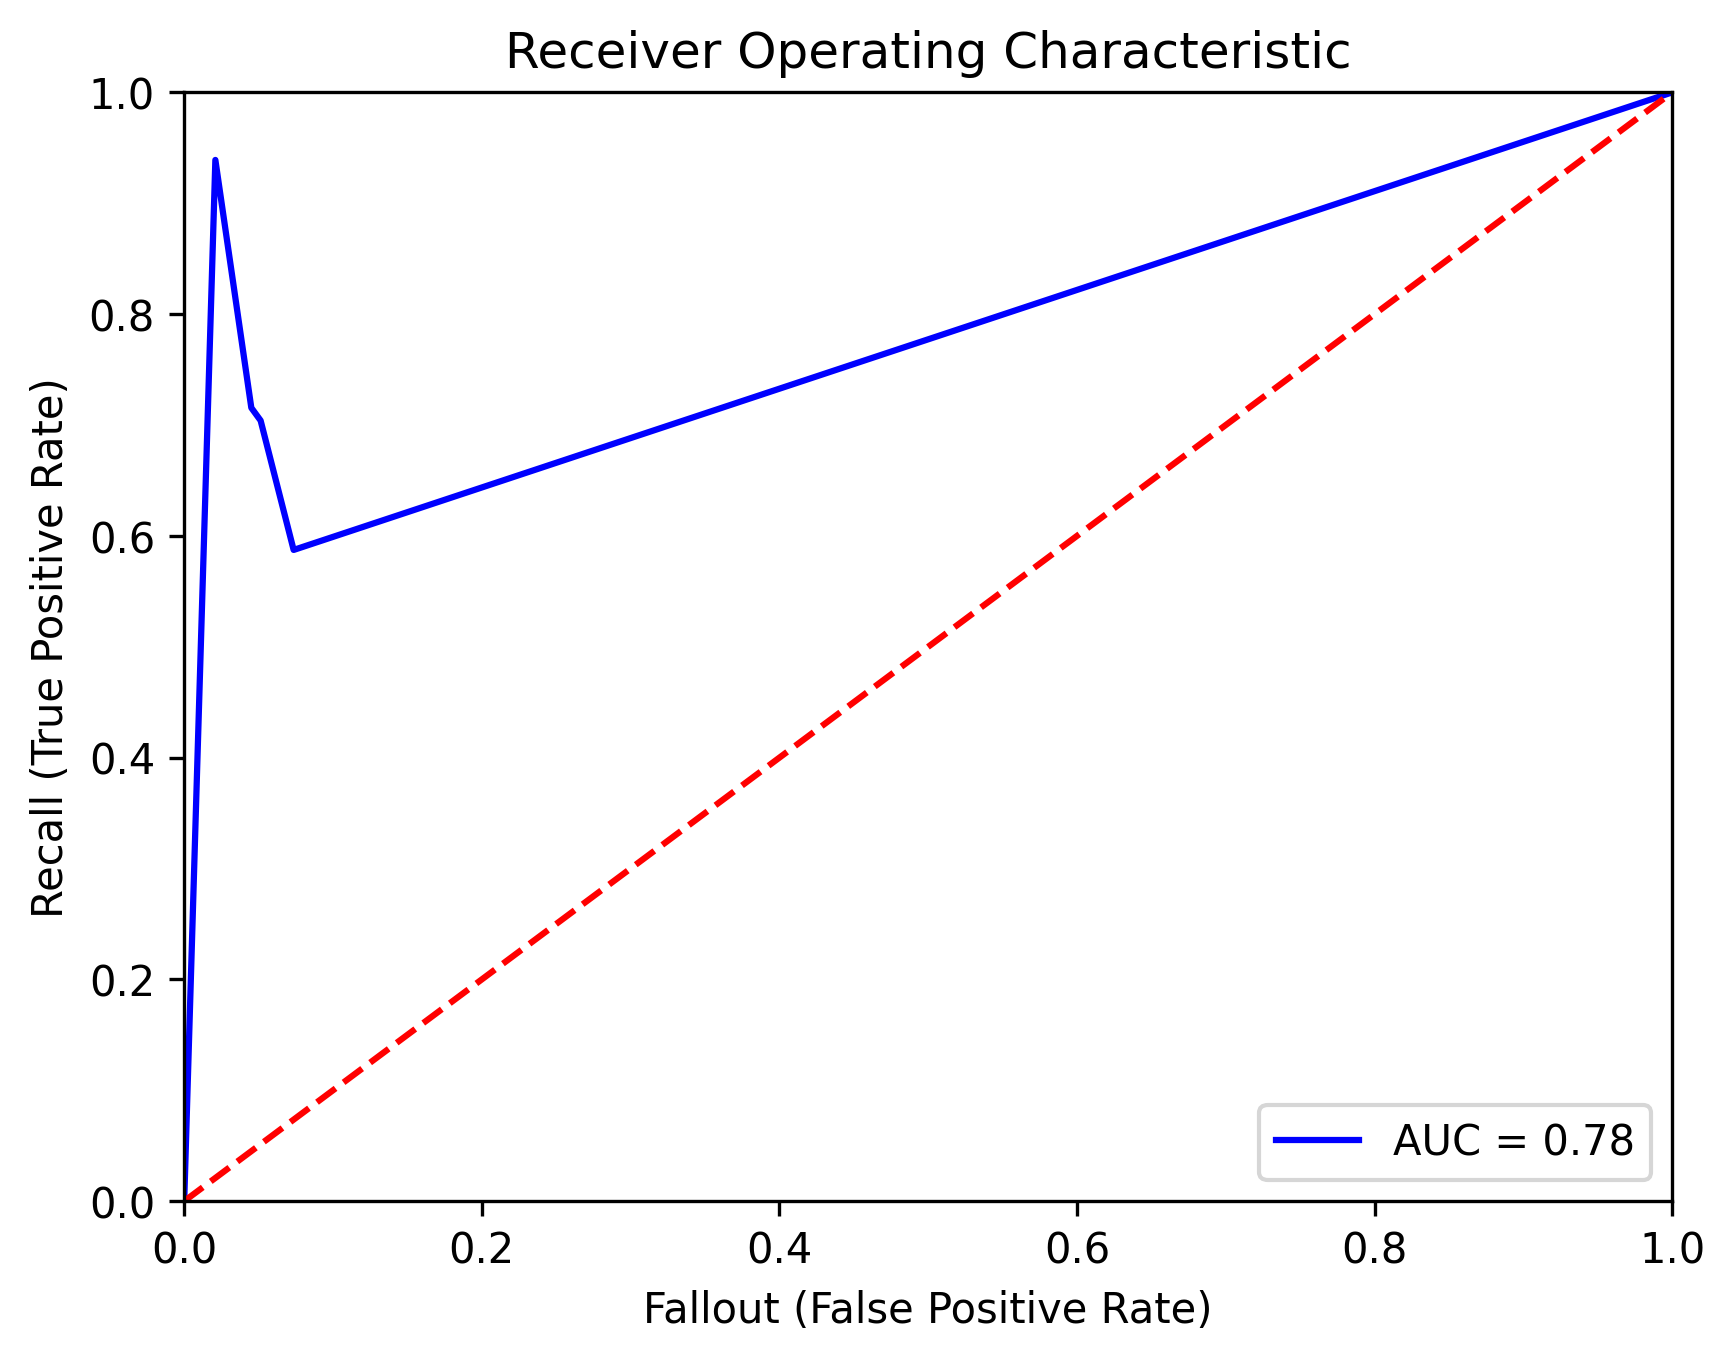 Receiver Operating Characteristic
1.0
0.8
0.6
0.4
0.2
0.0
Recall (True Positive Rate)
AUC = 0.78
0.0 0.2 0.4 0.6 0.8 1.0
Fallout (False Positive Rate)